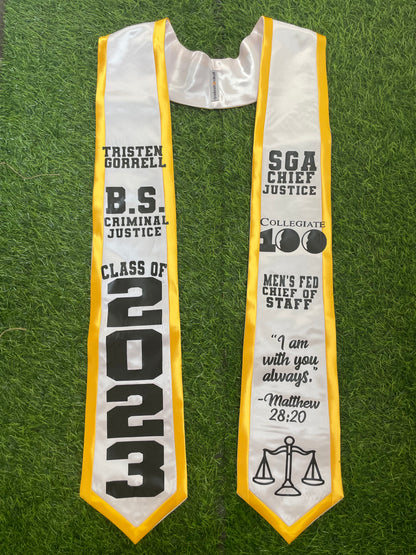 TRISTEN
GORRELL
B.S.
CRIMINAL
JUSTICE
CLASS OF
2023
SGA
CHIEF
JUSTICE
COLLEGIATE
100
MEN'S FED
CHIEF OF
STAFF
"I am
with you
always."
-Matthew
28:20